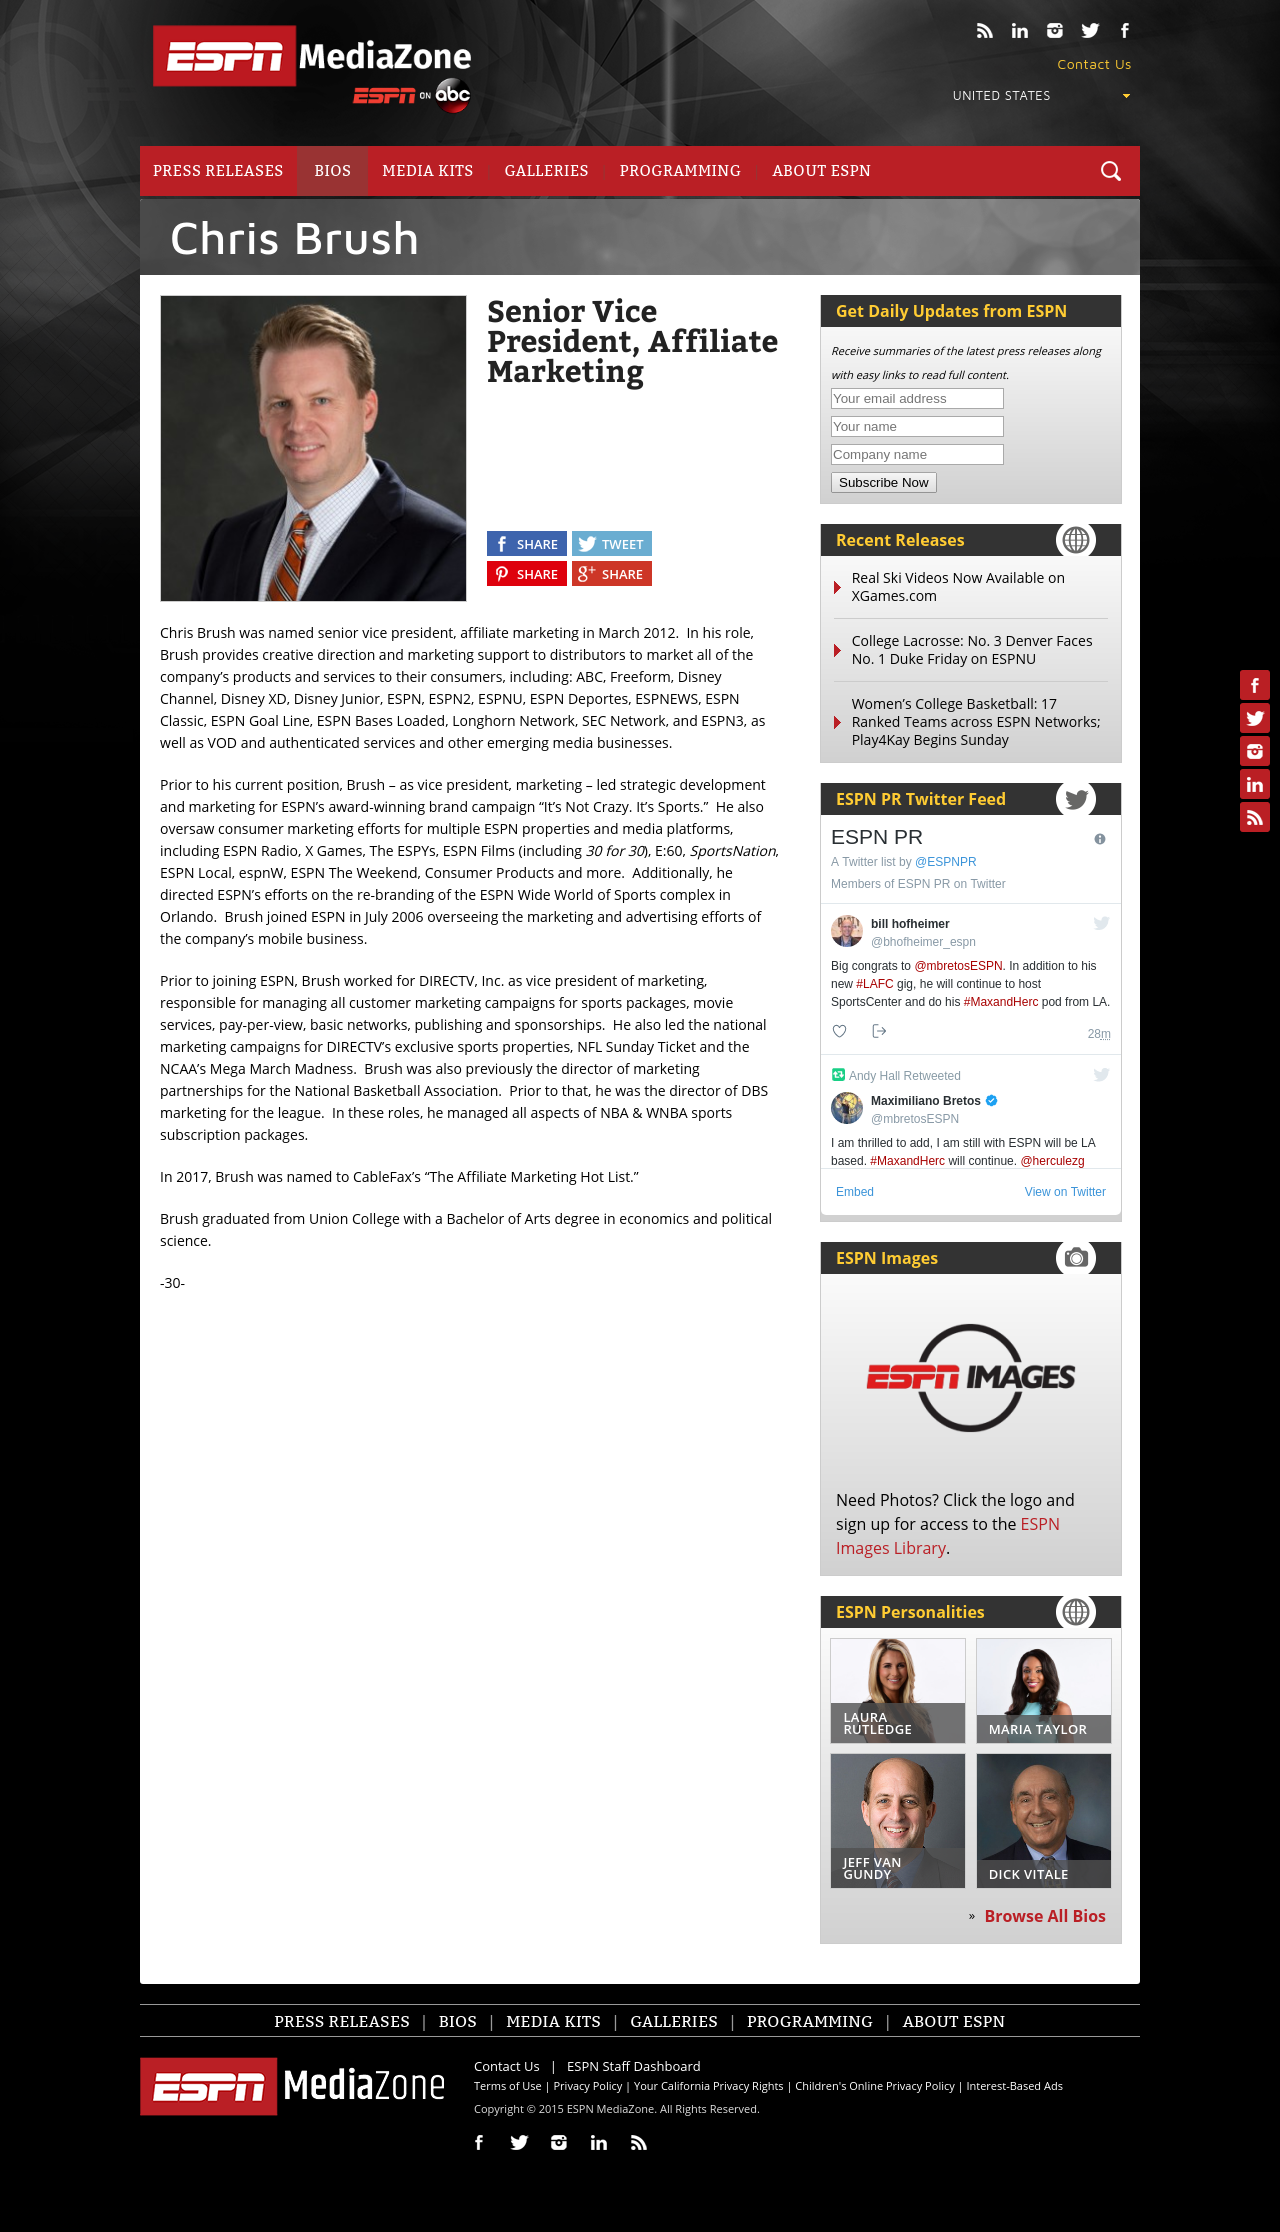 ESPN MediaZone
ESPN ON abc
Contact Us
UNITED STATES
PRESS RELEASES BIOS MEDIA KITS GALLERIES PROGRAMMING ABOUT ESPN
Chris Brush
Senior Vice
President, Affiliate
Marketing
SHARE TWEET
SHARE SHARE
Chris Brush was named senior vice president, affiliate marketing in March 2012.  In his role,
Brush provides creative direction and marketing support to distributors to market all of the
company’s products and services to their consumers, including: ABC, Freeform, Disney
Channel, Disney XD, Disney Junior, ESPN, ESPN2, ESPNU, ESPN Deportes, ESPNEWS, ESPN
Classic, ESPN Goal Line, ESPN Bases Loaded, Longhorn Network, SEC Network, and ESPN3, as
well as VOD and authenticated services and other emerging media businesses.
Prior to his current position, Brush – as vice president, marketing – led strategic development
and marketing for ESPN’s award-winning brand campaign “It’s Not Crazy. It’s Sports.”  He also
oversaw consumer marketing efforts for multiple ESPN properties and media platforms,
including ESPN Radio, X Games, The ESPYs, ESPN Films (including 30 for 30), E:60, SportsNation,
ESPN Local, espnW, ESPN The Weekend, Consumer Products and more.  Additionally, he
directed ESPN’s efforts on the re-branding of the ESPN Wide World of Sports complex in
Orlando.  Brush joined ESPN in July 2006 overseeing the marketing and advertising efforts of
the company’s mobile business.
Prior to joining ESPN, Brush worked for DIRECTV, Inc. as vice president of marketing,
responsible for managing all customer marketing campaigns for sports packages, movie
services, pay-per-view, basic networks, publishing and sponsorships.  He also led the national
marketing campaigns for DIRECTV’s exclusive sports properties, NFL Sunday Ticket and the
NCAA’s Mega March Madness.  Brush was also previously the director of marketing
partnerships for the National Basketball Association.  Prior to that, he was the director of DBS
marketing for the league.  In these roles, he managed all aspects of NBA & WNBA sports
subscription packages.
In 2017, Brush was named to CableFax’s “The Affiliate Marketing Hot List.”
Brush graduated from Union College with a Bachelor of Arts degree in economics and political
science.
-30-
Get Daily Updates from ESPN
Receive summaries of the latest press releases along
with easy links to read full content.
Your email address
Your name
Company name
Subscribe Now
Recent Releases
Real Ski Videos Now Available on
XGames.com
College Lacrosse: No. 3 Denver Faces
No. 1 Duke Friday on ESPNU
Women’s College Basketball: 17
Ranked Teams across ESPN Networks;
Play4Kay Begins Sunday
ESPN PR Twitter Feed
ESPN PR
A Twitter list by @ESPNPR
Members of ESPN PR on Twitter
bill hofheimer
@bhofheimer_espn
Big congrats to @mbretosESPN. In addition to his
new #LAFC gig, he will continue to host
SportsCenter and do his #MaxandHerc pod from LA.
28m
Andy Hall Retweeted
Maximiliano Bretos
@mbretosESPN
I am thrilled to add, I am still with ESPN will be LA
based. #MaxandHerc will continue. @herculezg
Embed View on Twitter
ESPN Images
ESPN IMAGES
Need Photos? Click the logo and
sign up for access to the ESPN
Images Library.
ESPN Personalities
LAURA
RUTLEDGE
MARIA TAYLOR
JEFF VAN
GUNDY
DICK VITALE
» Browse All Bios
PRESS RELEASES | BIOS | MEDIA KITS | GALLERIES | PROGRAMMING | ABOUT ESPN
ESPN MediaZone
Contact Us | ESPN Staff Dashboard
Terms of Use | Privacy Policy | Your California Privacy Rights | Children's Online Privacy Policy | Interest-Based Ads
Copyright © 2015 ESPN MediaZone. All Rights Reserved.